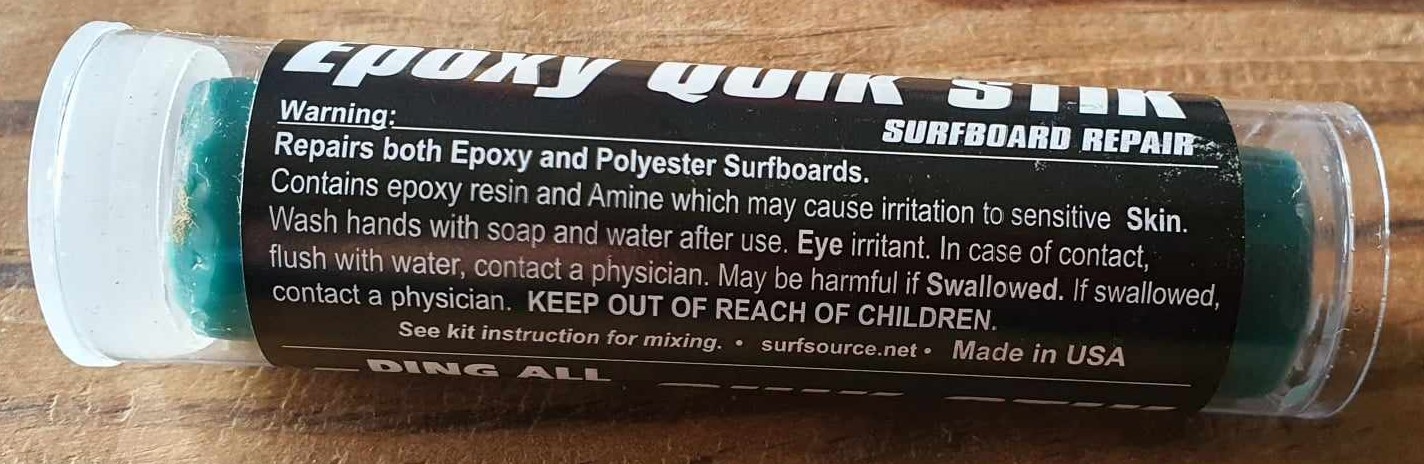 Epoxy Quik Stik
SURFBOARD REPAIR
Warning:
Repairs both Epoxy and Polyester Surfboards.
Contains epoxy resin and Amine which may cause irritation to sensitive Skin.
Wash hands with soap and water after use. Eye irritant. In case of contact,
flush with water, contact a physician. May be harmful if Swallowed. If swallowed,
contact a physician. KEEP OUT OF REACH OF CHILDREN.
See kit instruction for mixing. • surfsource.net • Made in USA
DING ALL